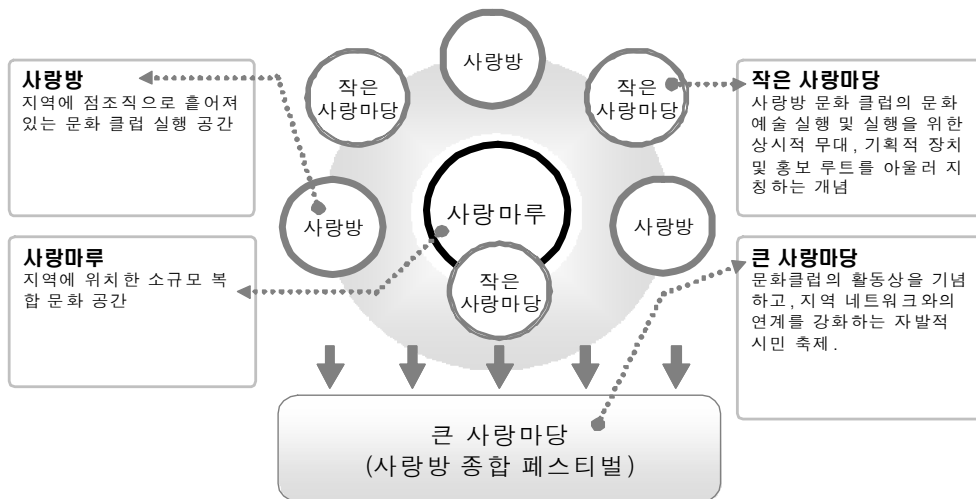 사랑방
지역에 점조직으로 흩어져
있는 문화 클럽 실행 공간
사랑마루
지역에 위치한 소규모 복
합 문화 공간
사랑방
작은
사랑마당
작은
사랑마당
사랑방
사랑마루
사랑방
작은
사랑마당
작은 사랑마당
사랑방 문화 클럽의 문화
예술 실행 및 실행을 위한
상시적 무대, 기획적 장치
및 홍보 루트를 아울러 지
칭하는 개념
큰 사랑마당
문화클럽의 활동상을 기념
하고, 지역 네트워크와의
연계를 강화하는 자발적
시민 축제.
큰 사랑마당
(사랑방 종합 페스티벌)